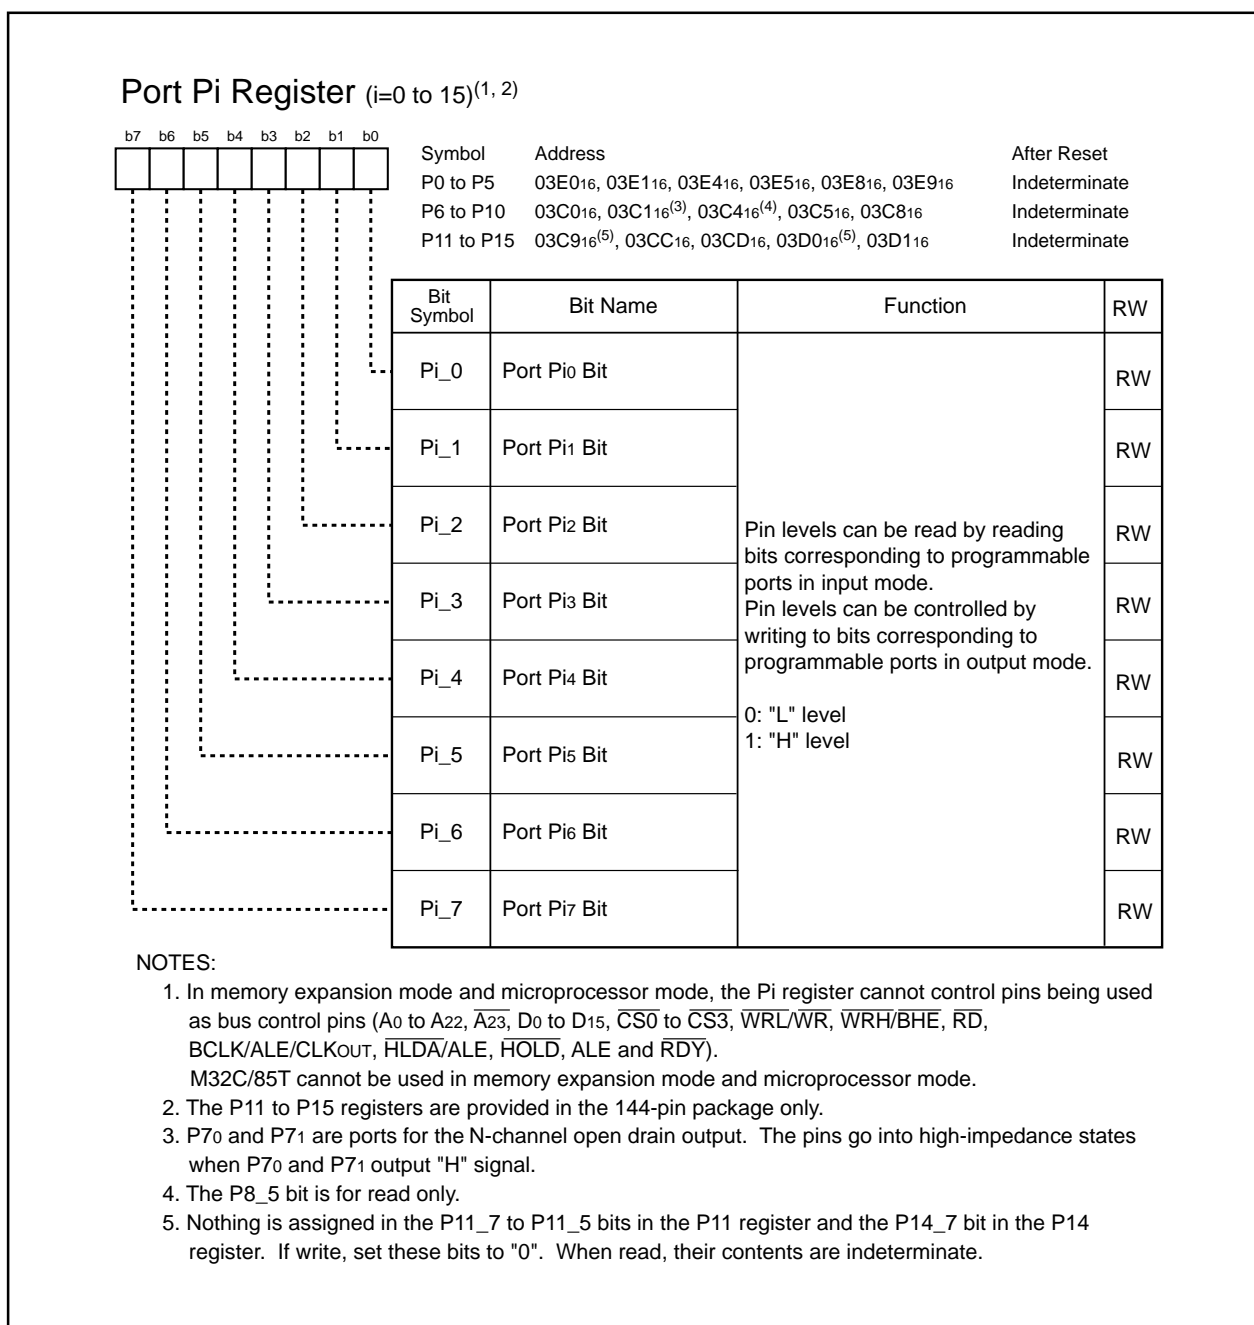 Port Pi Register (i=0 to 15)(1, 2)
b7 b6 b5 b4 b3 b2 b1 b0
Symbol Address After Reset
P0 to P5 03E016, 03E116, 03E416, 03E516, 03E816, 03E916 Indeterminate
P6 to P10 03C016, 03C116(3), 03C416(4), 03C516, 03C816 Indeterminate
P11 to P15 03C916(5), 03CC16, 03CD16, 03D016(5), 03D116 Indeterminate
Bit Symbol Bit Name Function RW
Pi_0 Port Pi0 Bit RW
Pi_1 Port Pi1 Bit RW
Pi_2 Port Pi2 Bit RW
Pi_3 Port Pi3 Bit RW
Pi_4 Port Pi4 Bit RW
Pi_5 Port Pi5 Bit RW
Pi_6 Port Pi6 Bit RW
Pi_7 Port Pi7 Bit RW
Pin levels can be read by reading
bits corresponding to programmable
ports in input mode.
Pin levels can be controlled by
writing to bits corresponding to
programmable ports in output mode.
0: "L" level
1: "H" level
NOTES:
1. In memory expansion mode and microprocessor mode, the Pi register cannot control pins being used
as bus control pins (A0 to A22, A̅2̅3̅, D0 to D15, C̅S̅0̅ to C̅S̅3̅, W̅R̅L̅/W̅R̅, W̅R̅H̅/B̅H̅E̅, R̅D̅,
BCLK/ALE/CLKOUT, H̅L̅D̅A̅/ALE, H̅O̅L̅D̅, ALE and R̅D̅Y̅).
M32C/85T cannot be used in memory expansion mode and microprocessor mode.
2. The P11 to P15 registers are provided in the 144-pin package only.
3. P70 and P71 are ports for the N-channel open drain output. The pins go into high-impedance states
when P70 and P71 output "H" signal.
4. The P8_5 bit is for read only.
5. Nothing is assigned in the P11_7 to P11_5 bits in the P11 register and the P14_7 bit in the P14
register. If write, set these bits to "0". When read, their contents are indeterminate.